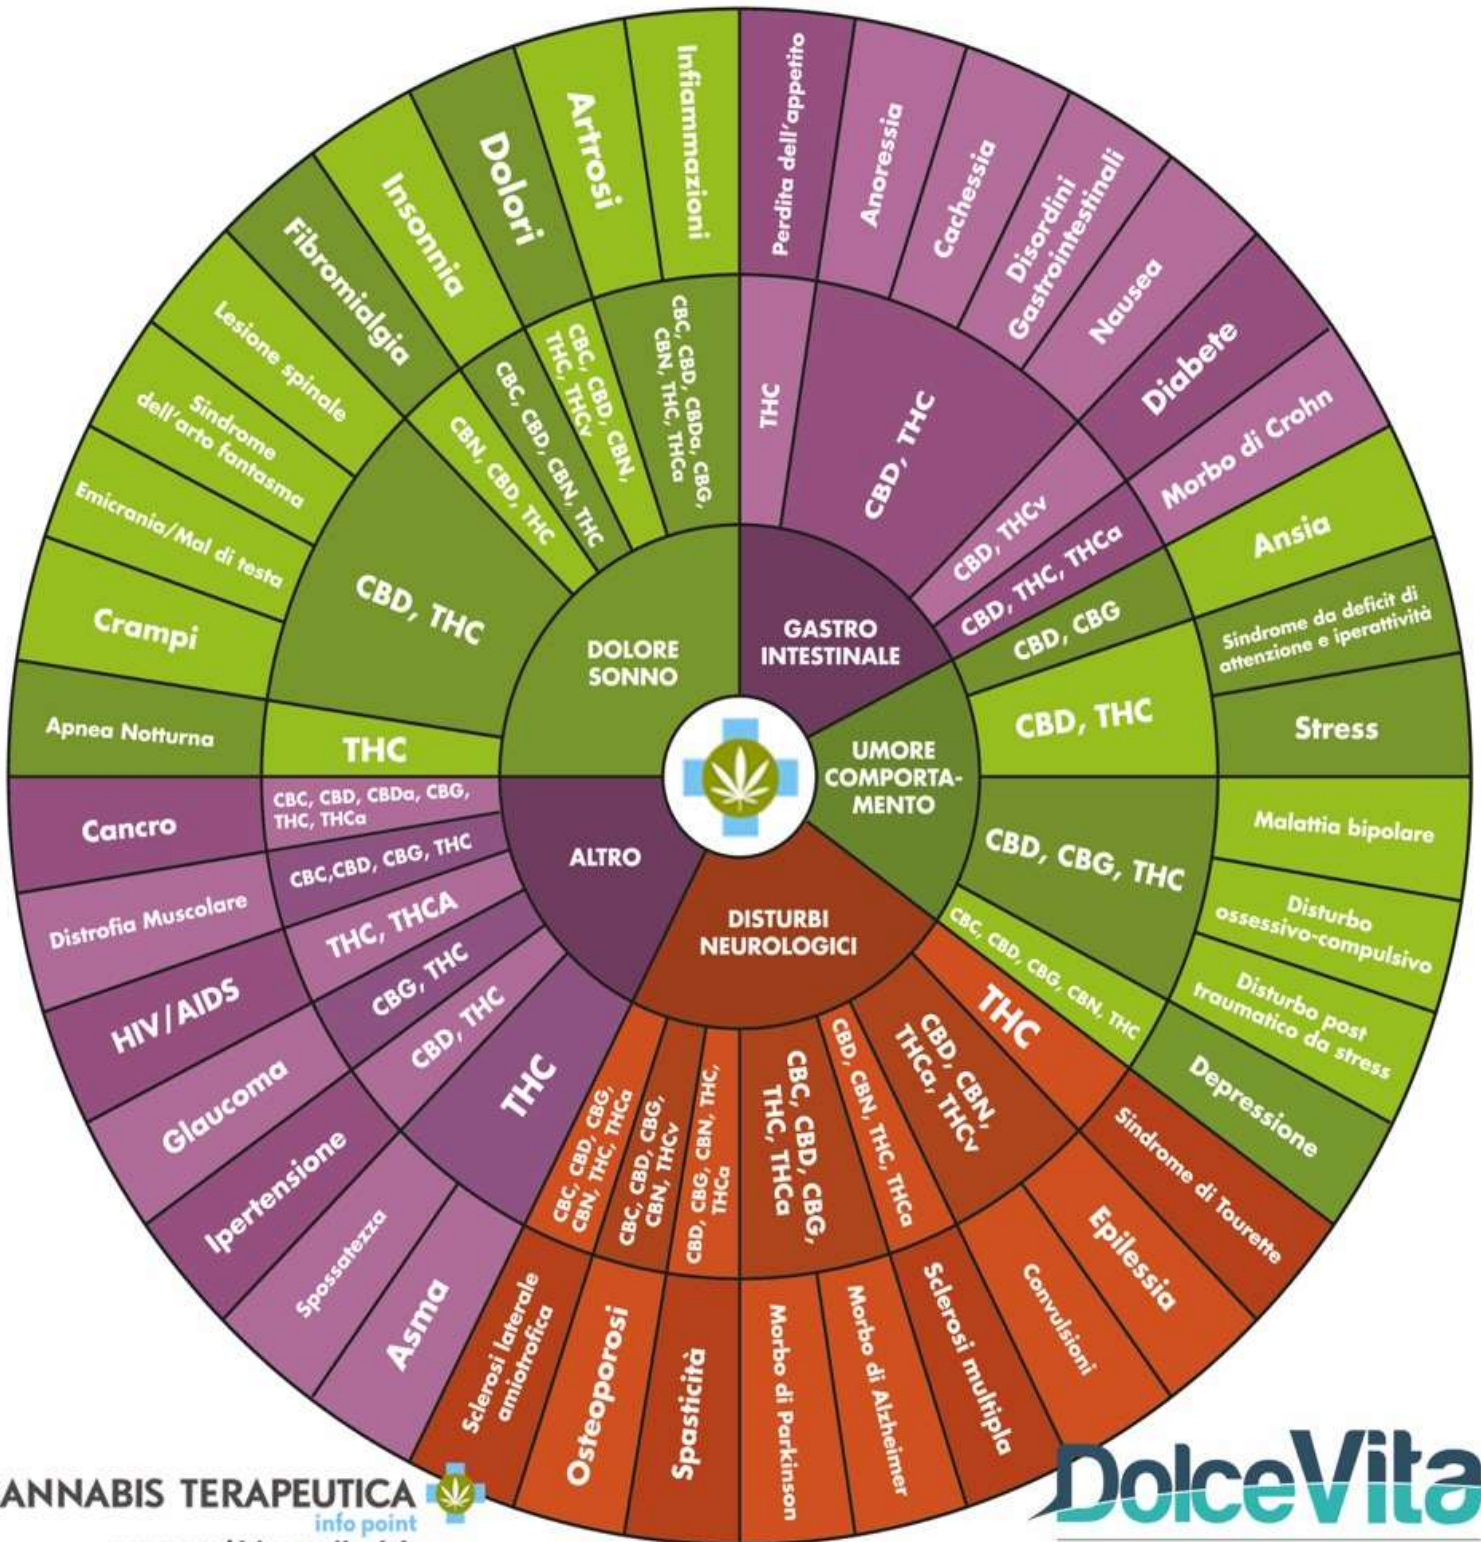 DOLORE
SONNO
GASTRO
INTESTINALE
UMORE
COMPORTA-
MENTO
DISTURBI
NEUROLOGICI
ALTRO
THC
Perdita dell'appetito
CBD, THC
Anoressia
Cachessia
Disordini
Gastrointestinali
Nausea
CBD, THCv
Diabete
CBD, THC, THCa
Morbo di Crohn
CBD, CBG
Ansia
CBD, THC
Sindrome da deficit di
attenzione e iperattività
Stress
CBD, CBG, THC
Malattia bipolare
Disturbo
ossessivo-compulsivo
Disturbo post
traumatico da stress
CBC, CBD, CBG, CBN, THC
Depressione
THC
Sindrome di Tourette
CBD, CBN,
THCa, THCv
Epilessia
Convulsioni
CBD, CBN, THC, THCa
Sclerosi multipla
CBC, CBD, CBG,
THC, THCa
Morbo di Alzheimer
Morbo di Parkinson
CBD, CBG, CBN, THC,
THCa
Spasticità
CBC, CBD, CBG,
CBN, THCv
Osteoporosi
CBC, CBD, CBG,
CBN, THC, THCa
Sclerosi laterale
amiotrofica
THC
Asma
Spossatezza
CBD, THC
Ipertensione
CBG, THC
Glaucoma
THC, THCA
HIV/AIDS
CBC,CBD, CBG, THC
Distrofia Muscolare
CBC, CBD, CBDa, CBG,
THC, THCa
Cancro
THC
Apnea Notturna
CBD, THC
Crampi
Emicrania/Mal di testa
Sindrome
dell'arto fantasma
Lesione spinale
CBN, CBD, THC
Fibromialgia
CBC, CBD, CBN, THC
Insonnia
CBC, CBD, CBN,
THC, THCv
Dolori
CBC, CBD, CBDa, CBG,
CBN, THC, THCa
Artrosi
Infiammazioni
ANNABIS TERAPEUTICA
info point
DolceVita